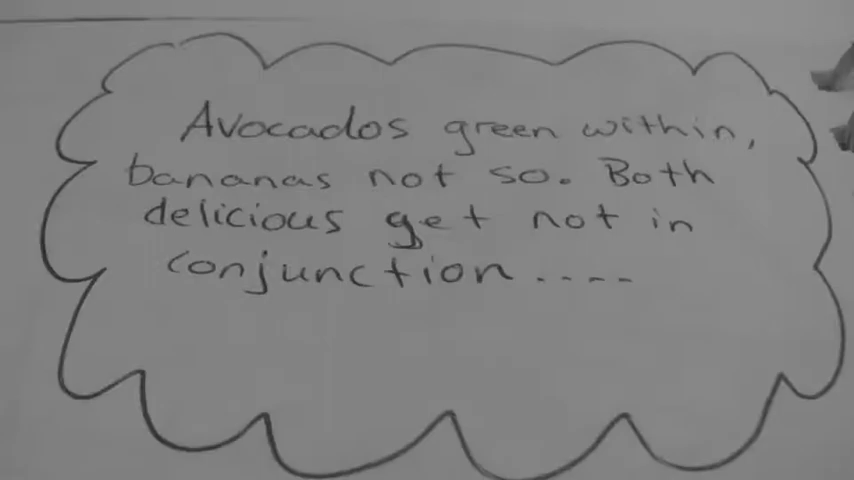 Avocados green within,
bananas not so. Both
delicious get not in
conjunction ....